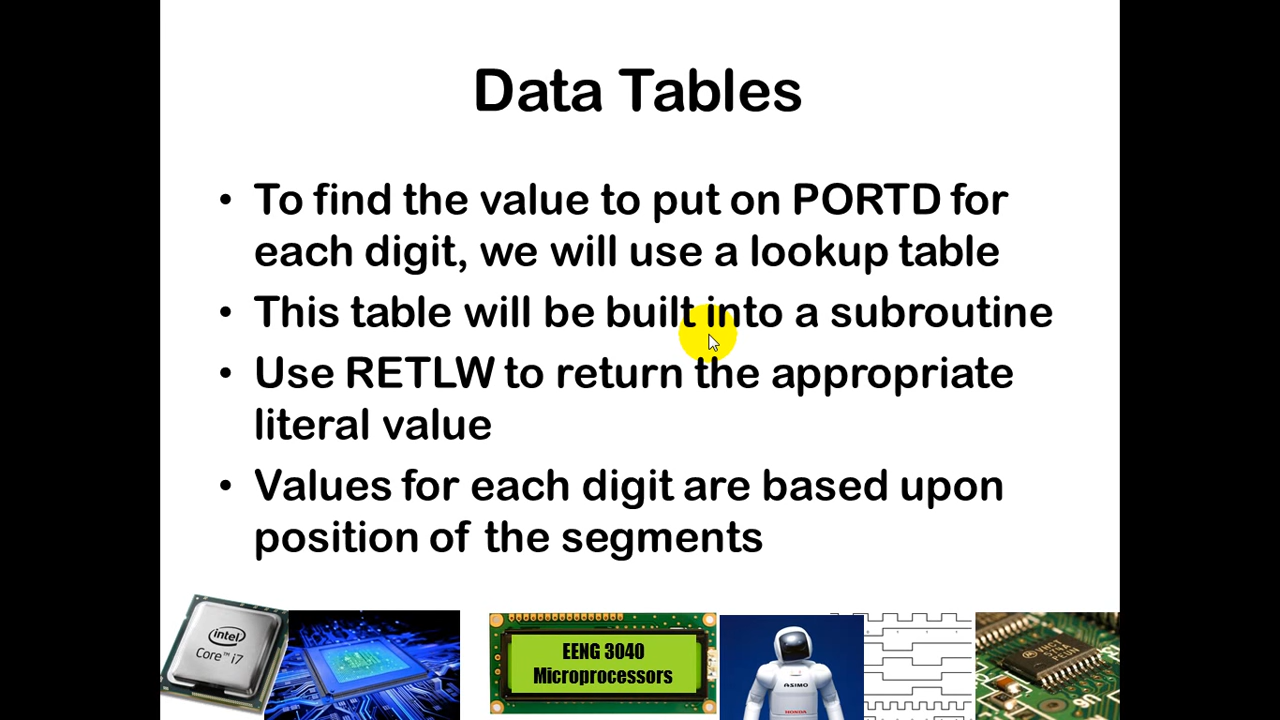 Data Tables
• To find the value to put on PORTD for
each digit, we will use a lookup table
• This table will be built into a subroutine
• Use RETLW to return the appropriate
literal value
• Values for each digit are based upon
position of the segments
intel
Core™ i7
EENG 3040
Microprocessors
ASIMO
HONDA